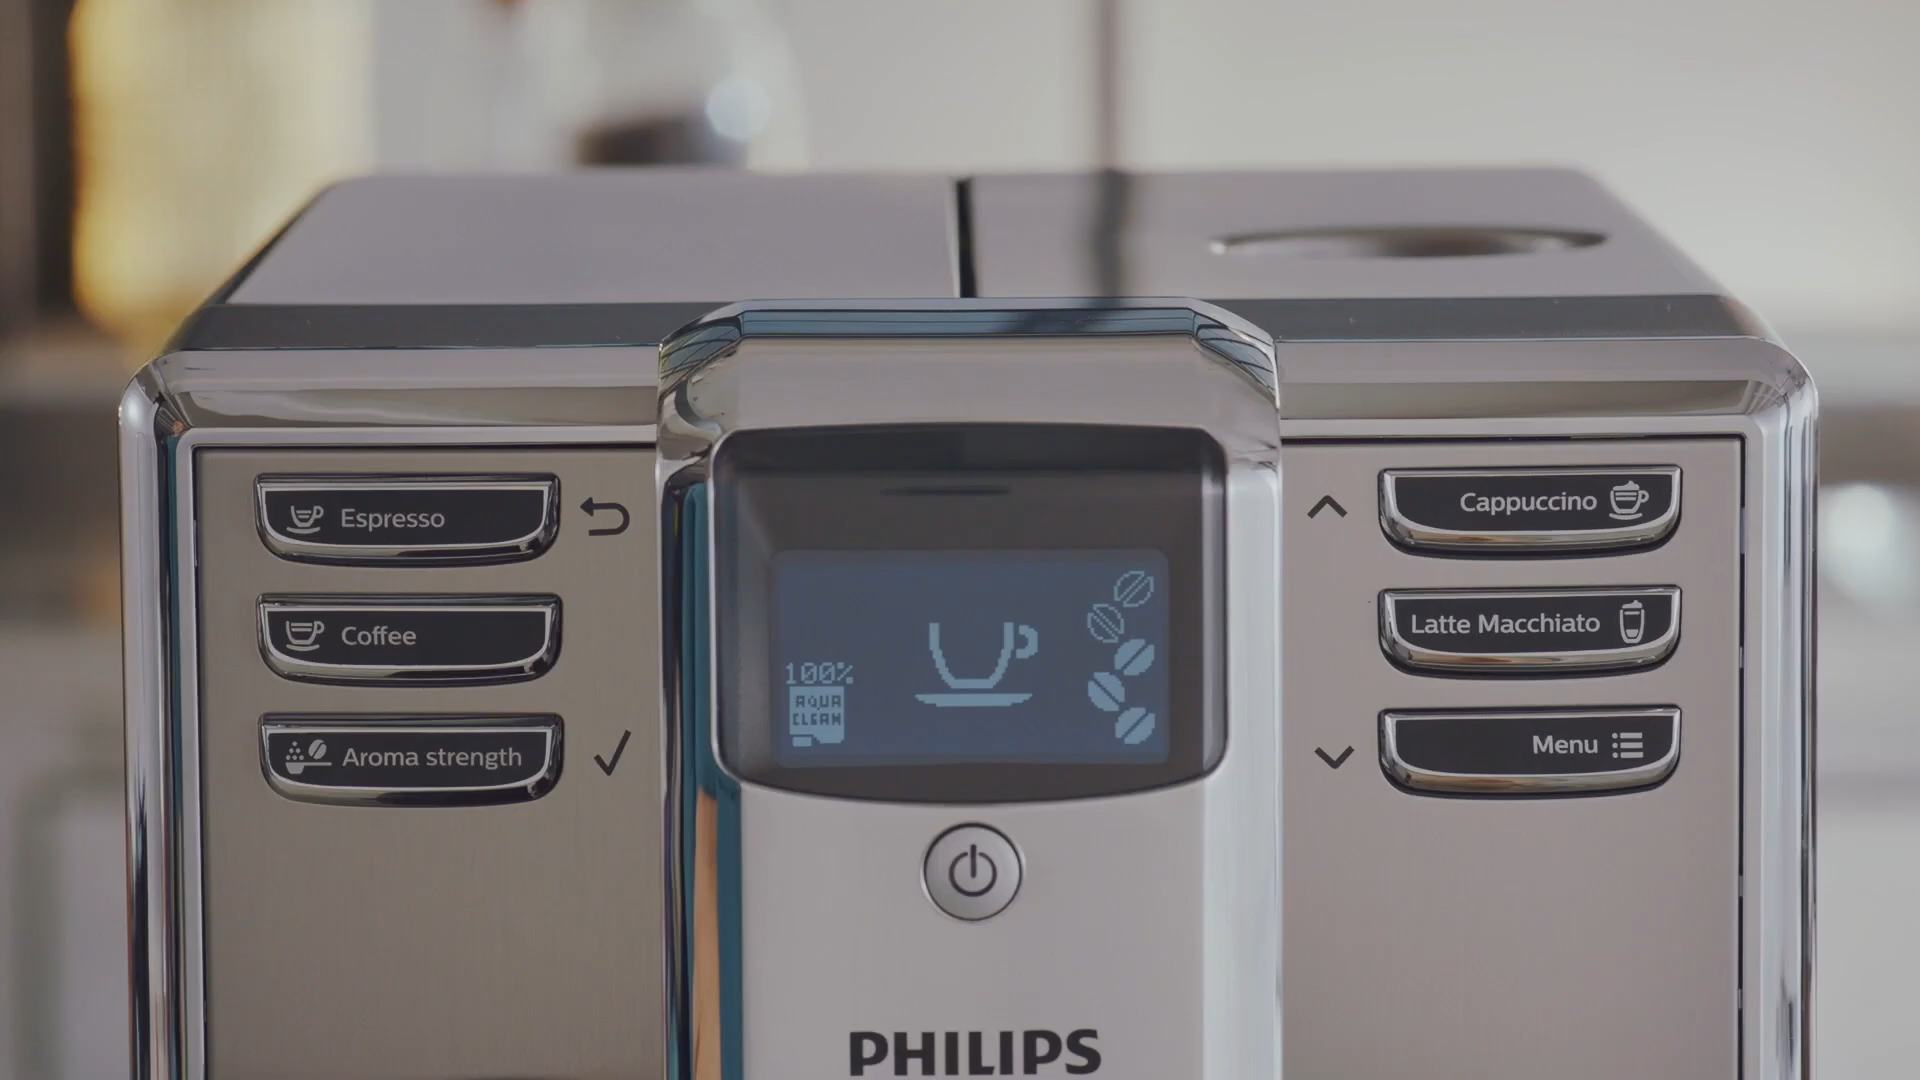 Espresso
Coffee
Aroma strength
100%
AQUA
CLEAN
Cappuccino
Latte Macchiato
Menu
PHILIPS